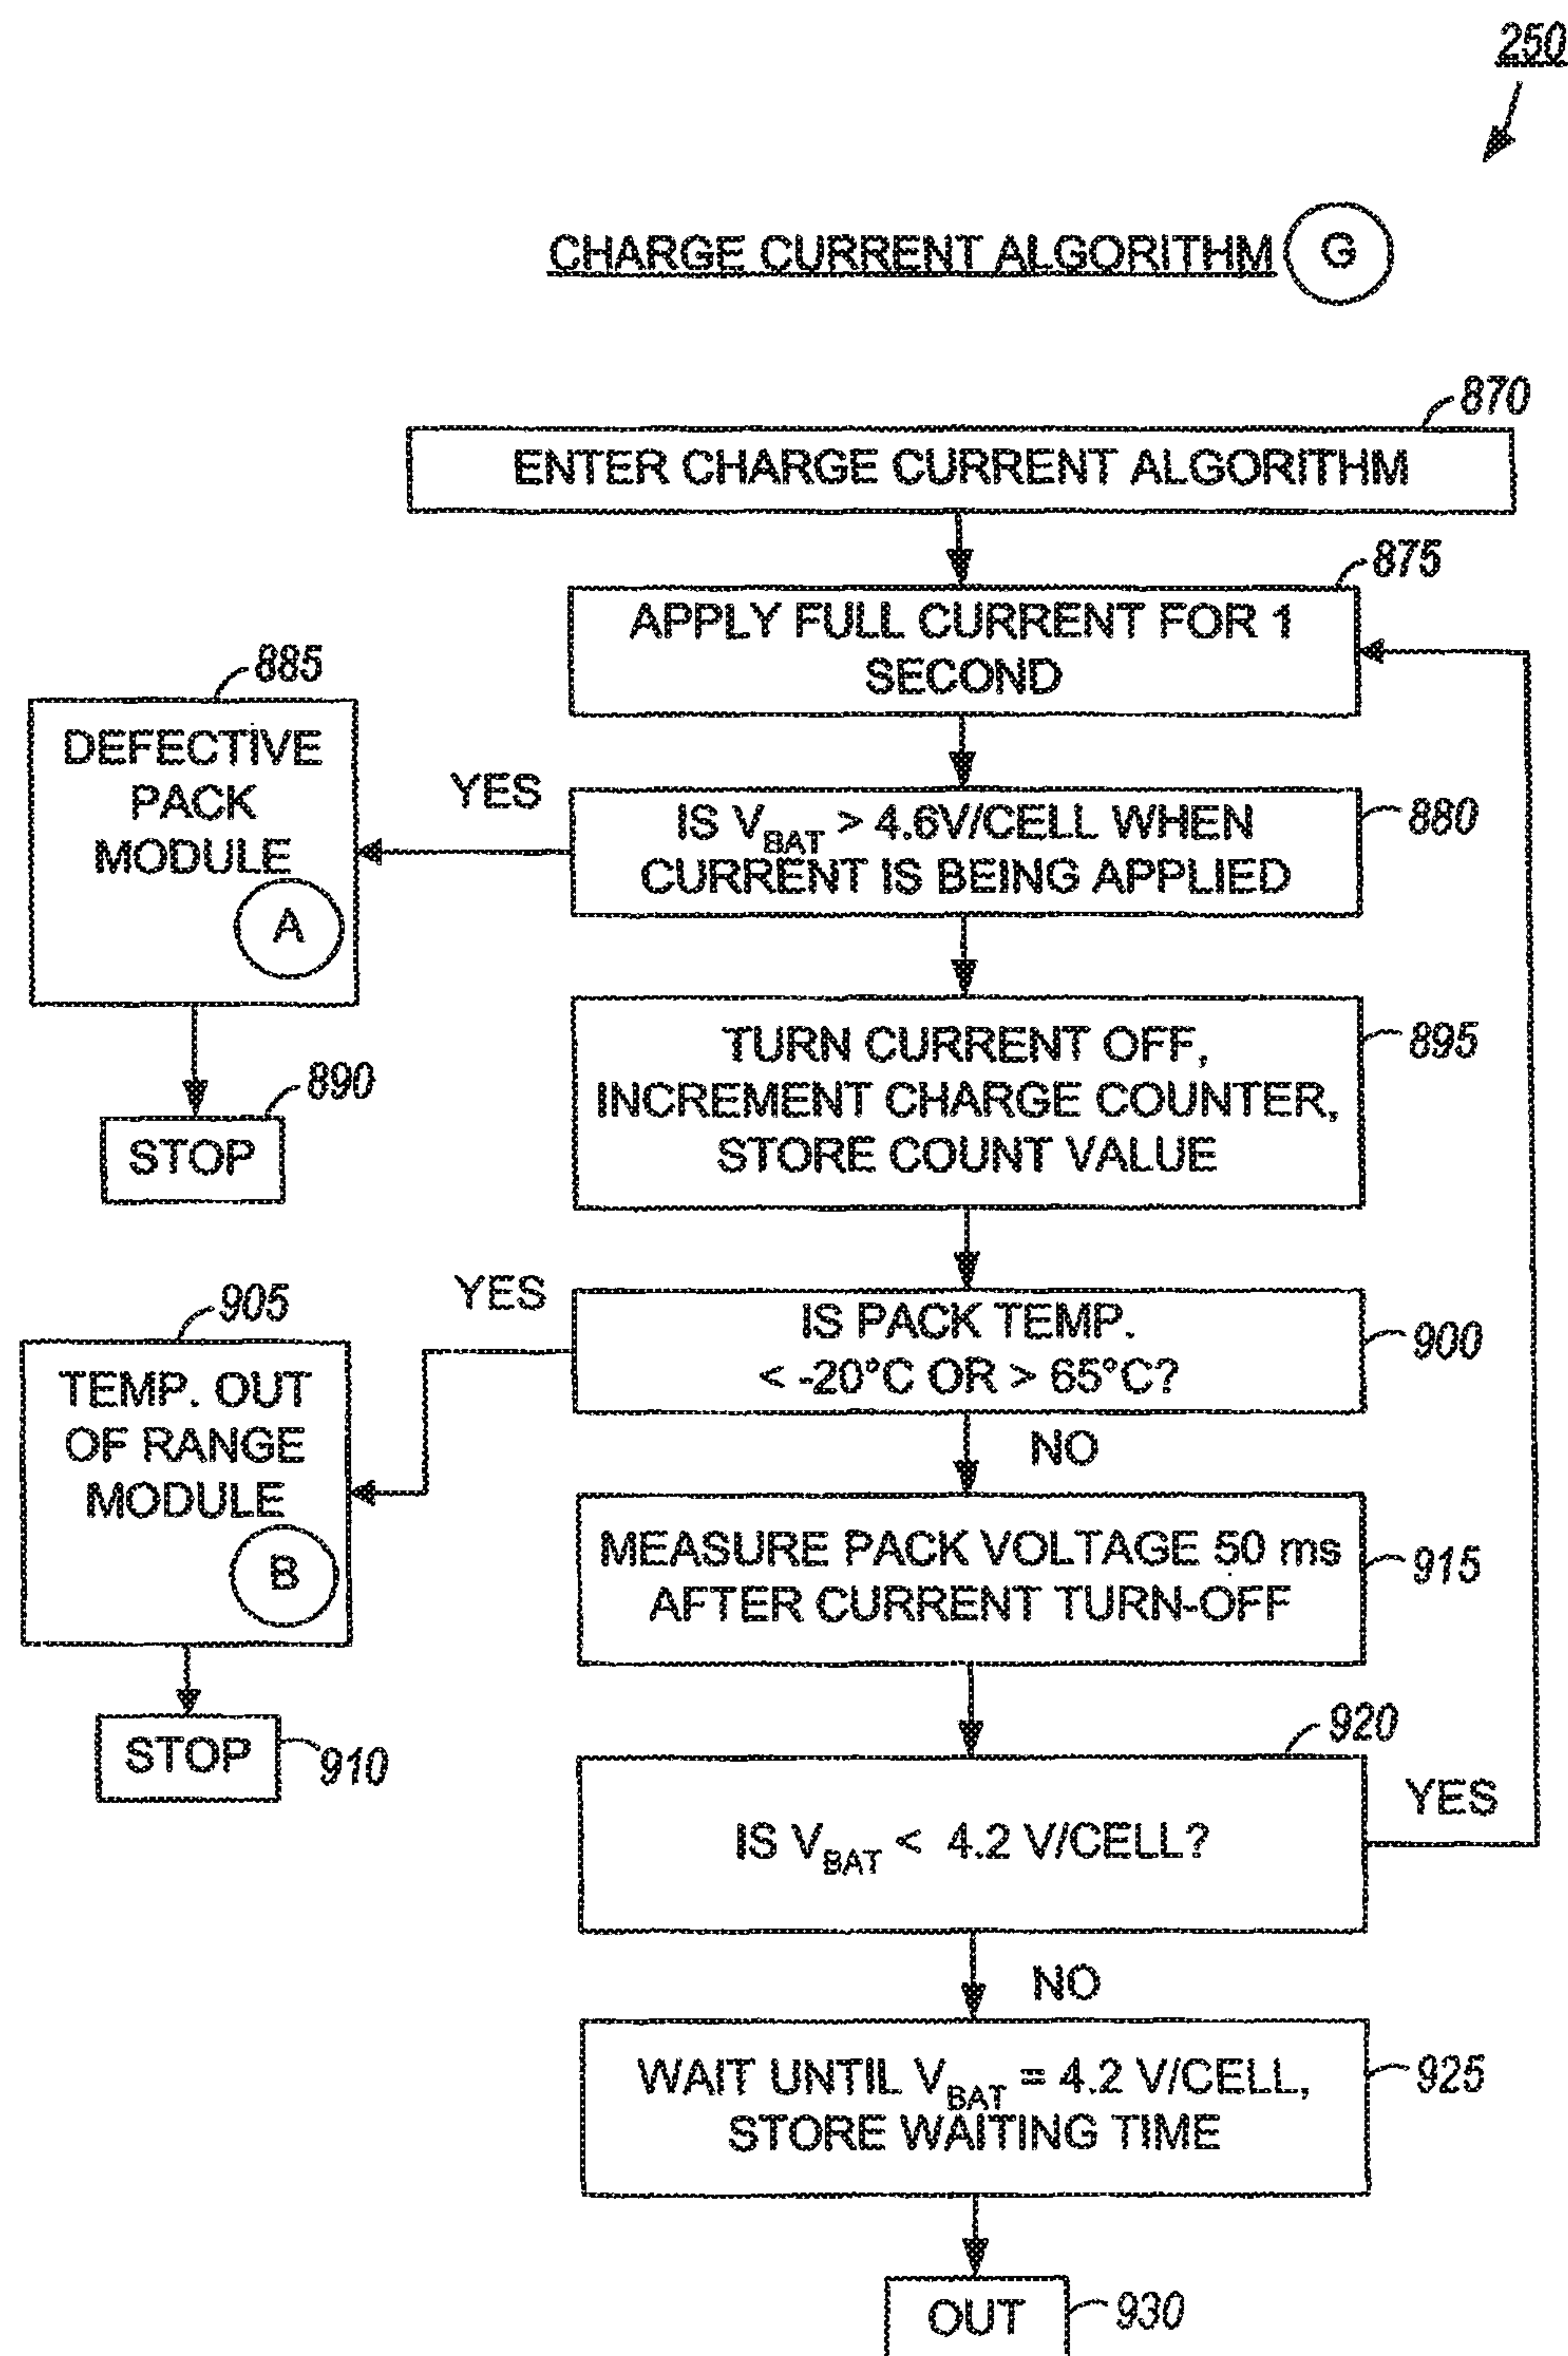 250
CHARGE CURRENT ALGORITHM G
870
ENTER CHARGE CURRENT ALGORITHM
875
APPLY FULL CURRENT FOR 1
SECOND
885
DEFECTIVE
PACK
MODULE
A
YES
IS VBAT > 4.6V/CELL WHEN
CURRENT IS BEING APPLIED
880
890
STOP
TURN CURRENT OFF,
INCREMENT CHARGE COUNTER,
STORE COUNT VALUE
895
905
TEMP. OUT
OF RANGE
MODULE
B
YES
IS PACK TEMP.
< -20°C OR > 65°C?
900
NO
STOP
910
MEASURE PACK VOLTAGE 50 ms
AFTER CURRENT TURN-OFF
915
920
IS VBAT < 4.2 V/CELL?
YES
NO
WAIT UNTIL VBAT = 4.2 V/CELL,
STORE WAITING TIME
925
OUT
930